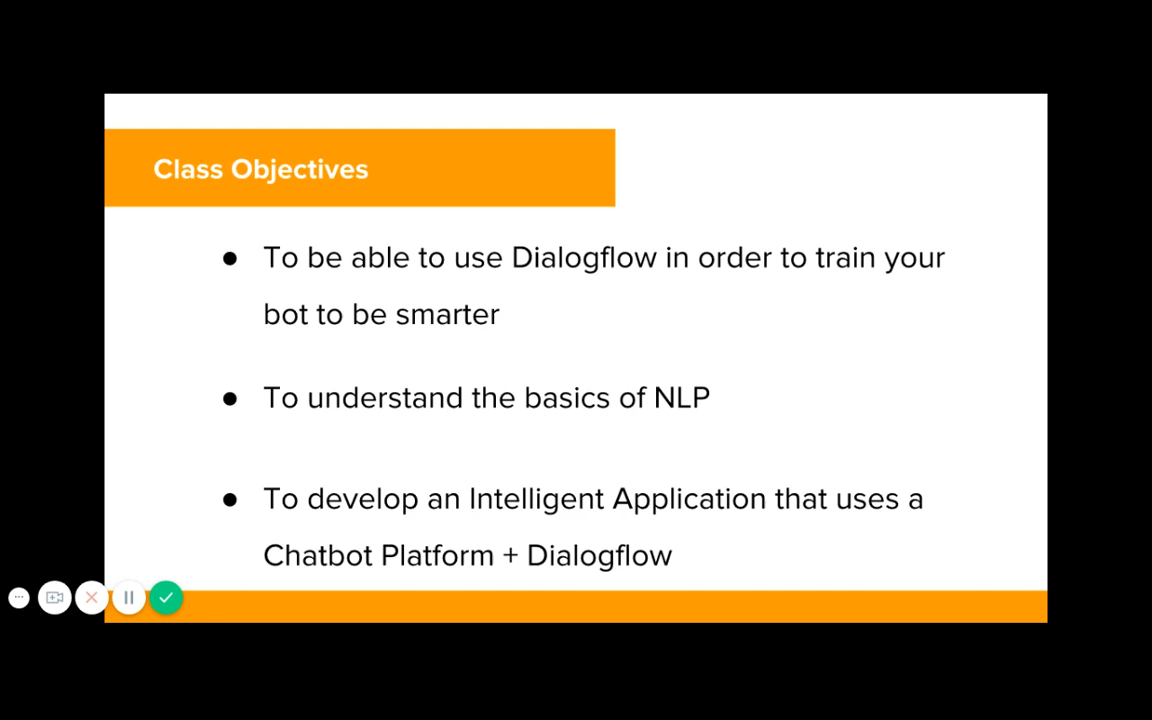 Class Objectives
● To be able to use Dialogflow in order to train your
bot to be smarter
● To understand the basics of NLP
● To develop an Intelligent Application that uses a
Chatbot Platform + Dialogflow